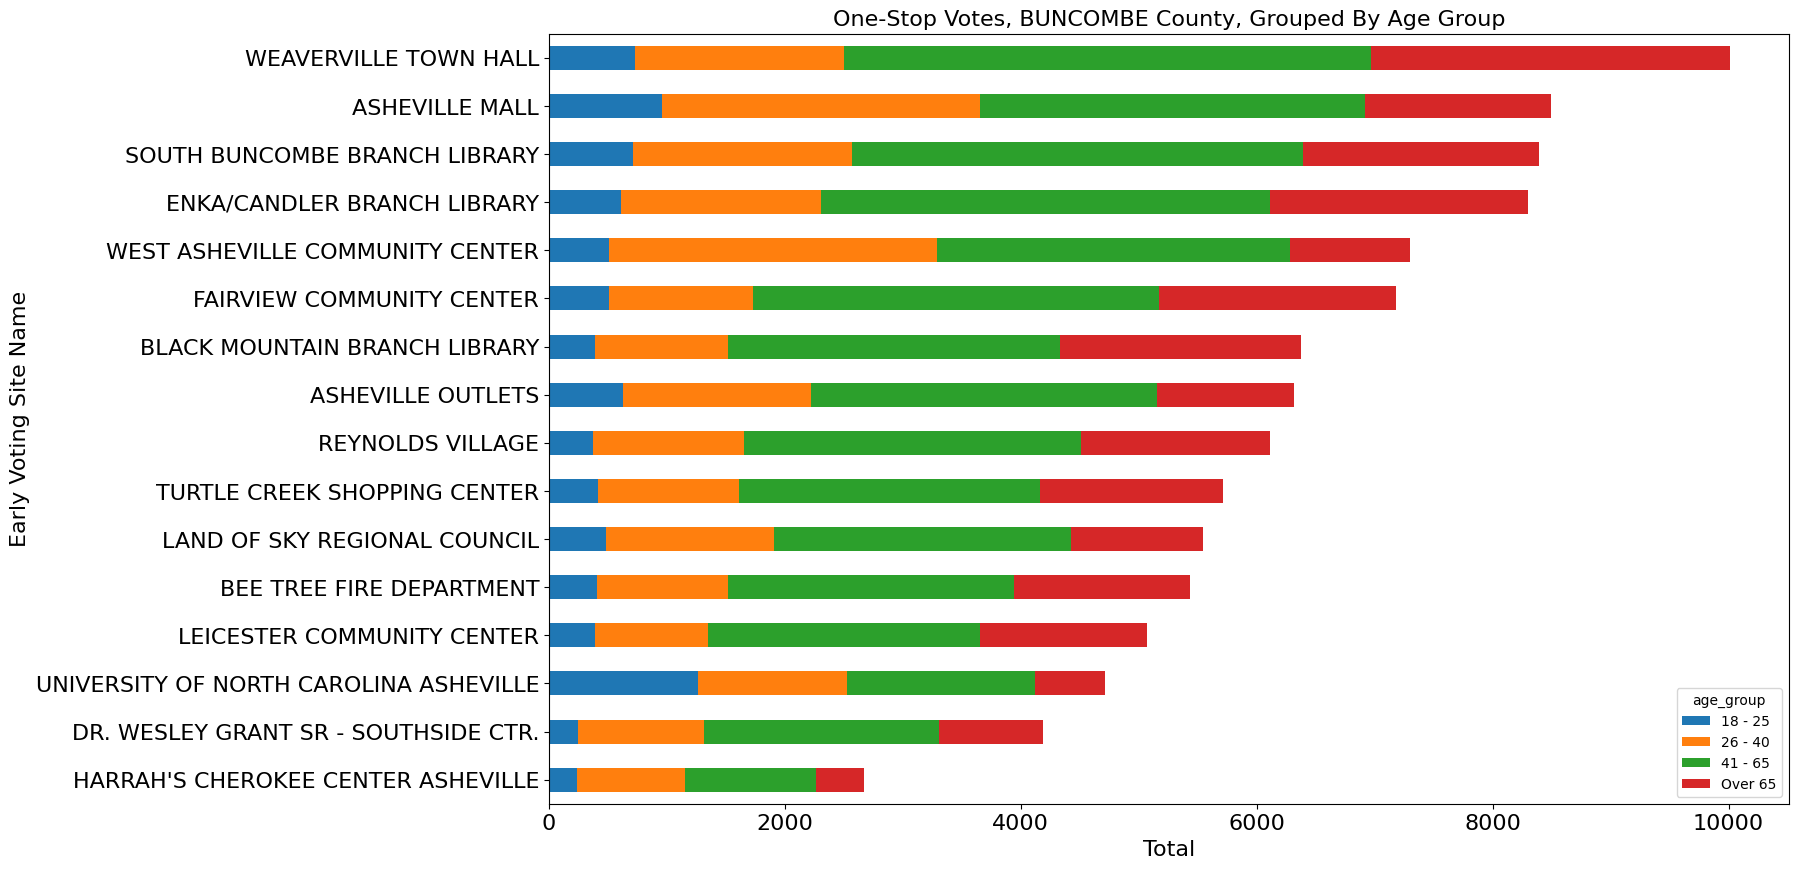 One-Stop Votes, BUNCOMBE County, Grouped By Age Group
Early Voting Site Name
WEAVERVILLE TOWN HALL
ASHEVILLE MALL
SOUTH BUNCOMBE BRANCH LIBRARY
ENKA/CANDLER BRANCH LIBRARY
WEST ASHEVILLE COMMUNITY CENTER
FAIRVIEW COMMUNITY CENTER
BLACK MOUNTAIN BRANCH LIBRARY
ASHEVILLE OUTLETS
REYNOLDS VILLAGE
TURTLE CREEK SHOPPING CENTER
LAND OF SKY REGIONAL COUNCIL
BEE TREE FIRE DEPARTMENT
LEICESTER COMMUNITY CENTER
UNIVERSITY OF NORTH CAROLINA ASHEVILLE
DR. WESLEY GRANT SR - SOUTHSIDE CTR.
HARRAH'S CHEROKEE CENTER ASHEVILLE
age_group
18 - 25
26 - 40
41 - 65
Over 65
0 2000 4000 6000 8000 10000
Total